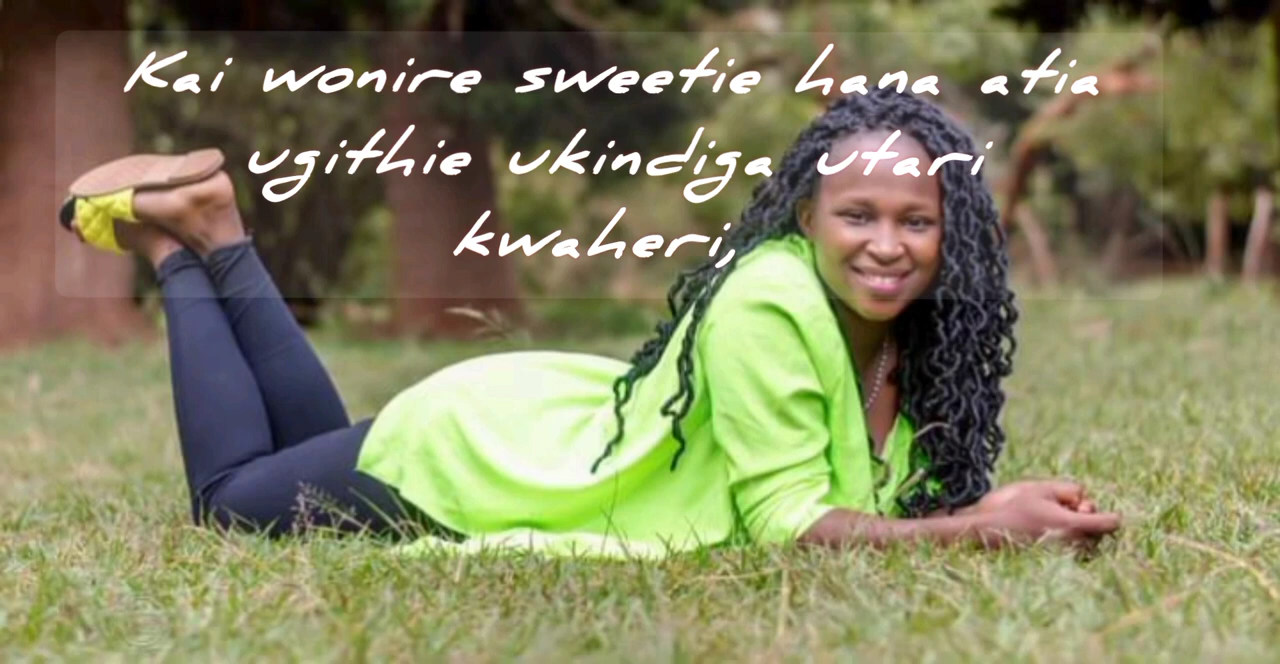 Kai wonire sweetie hana atia
ugithie ukindiga utari
kwaheri,